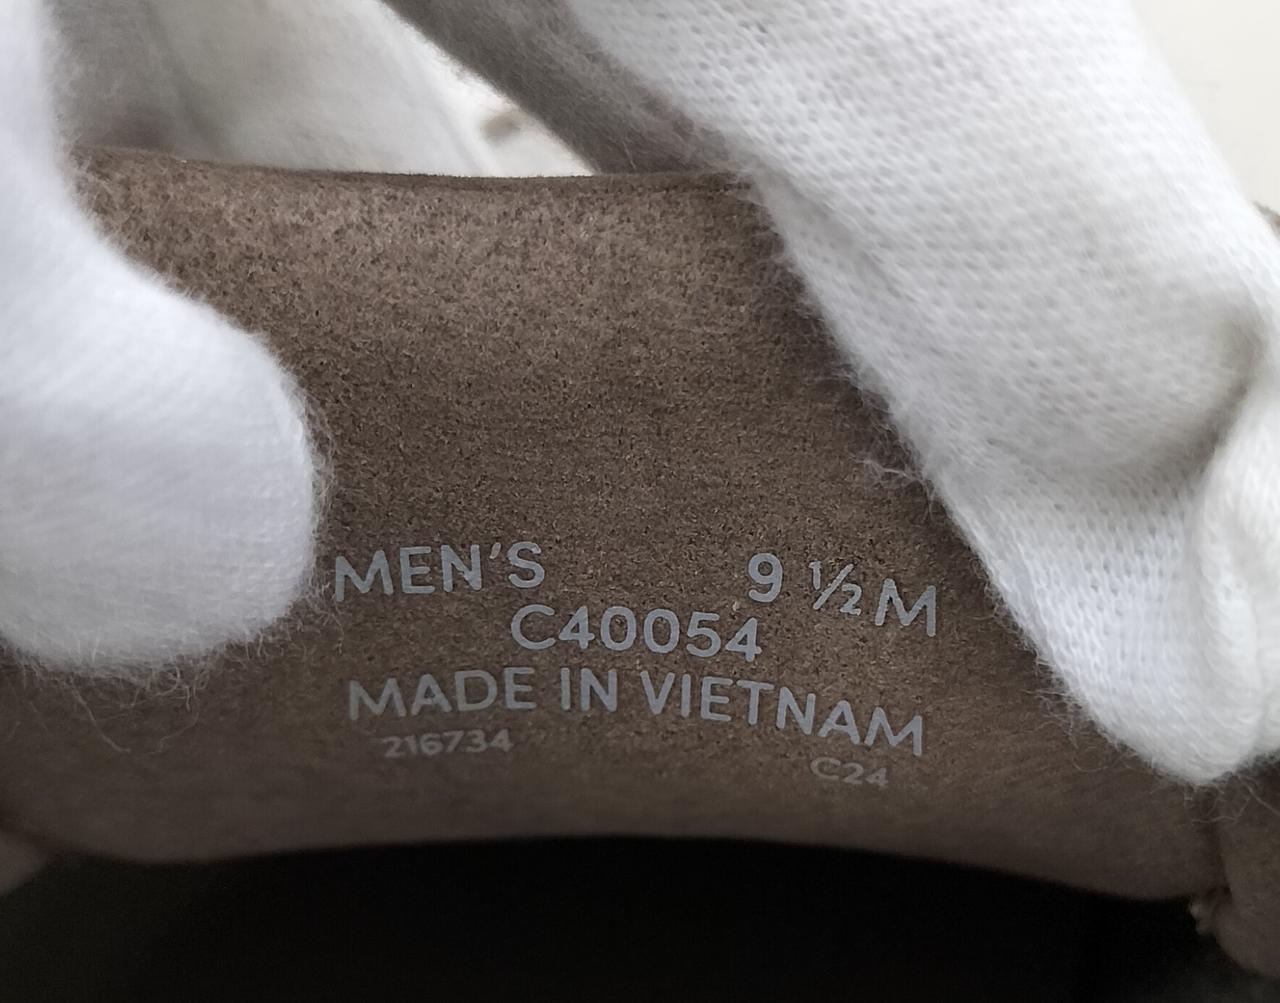 MEN'S 9 ½ M
C40054
MADE IN VIETNAM
216734 C24